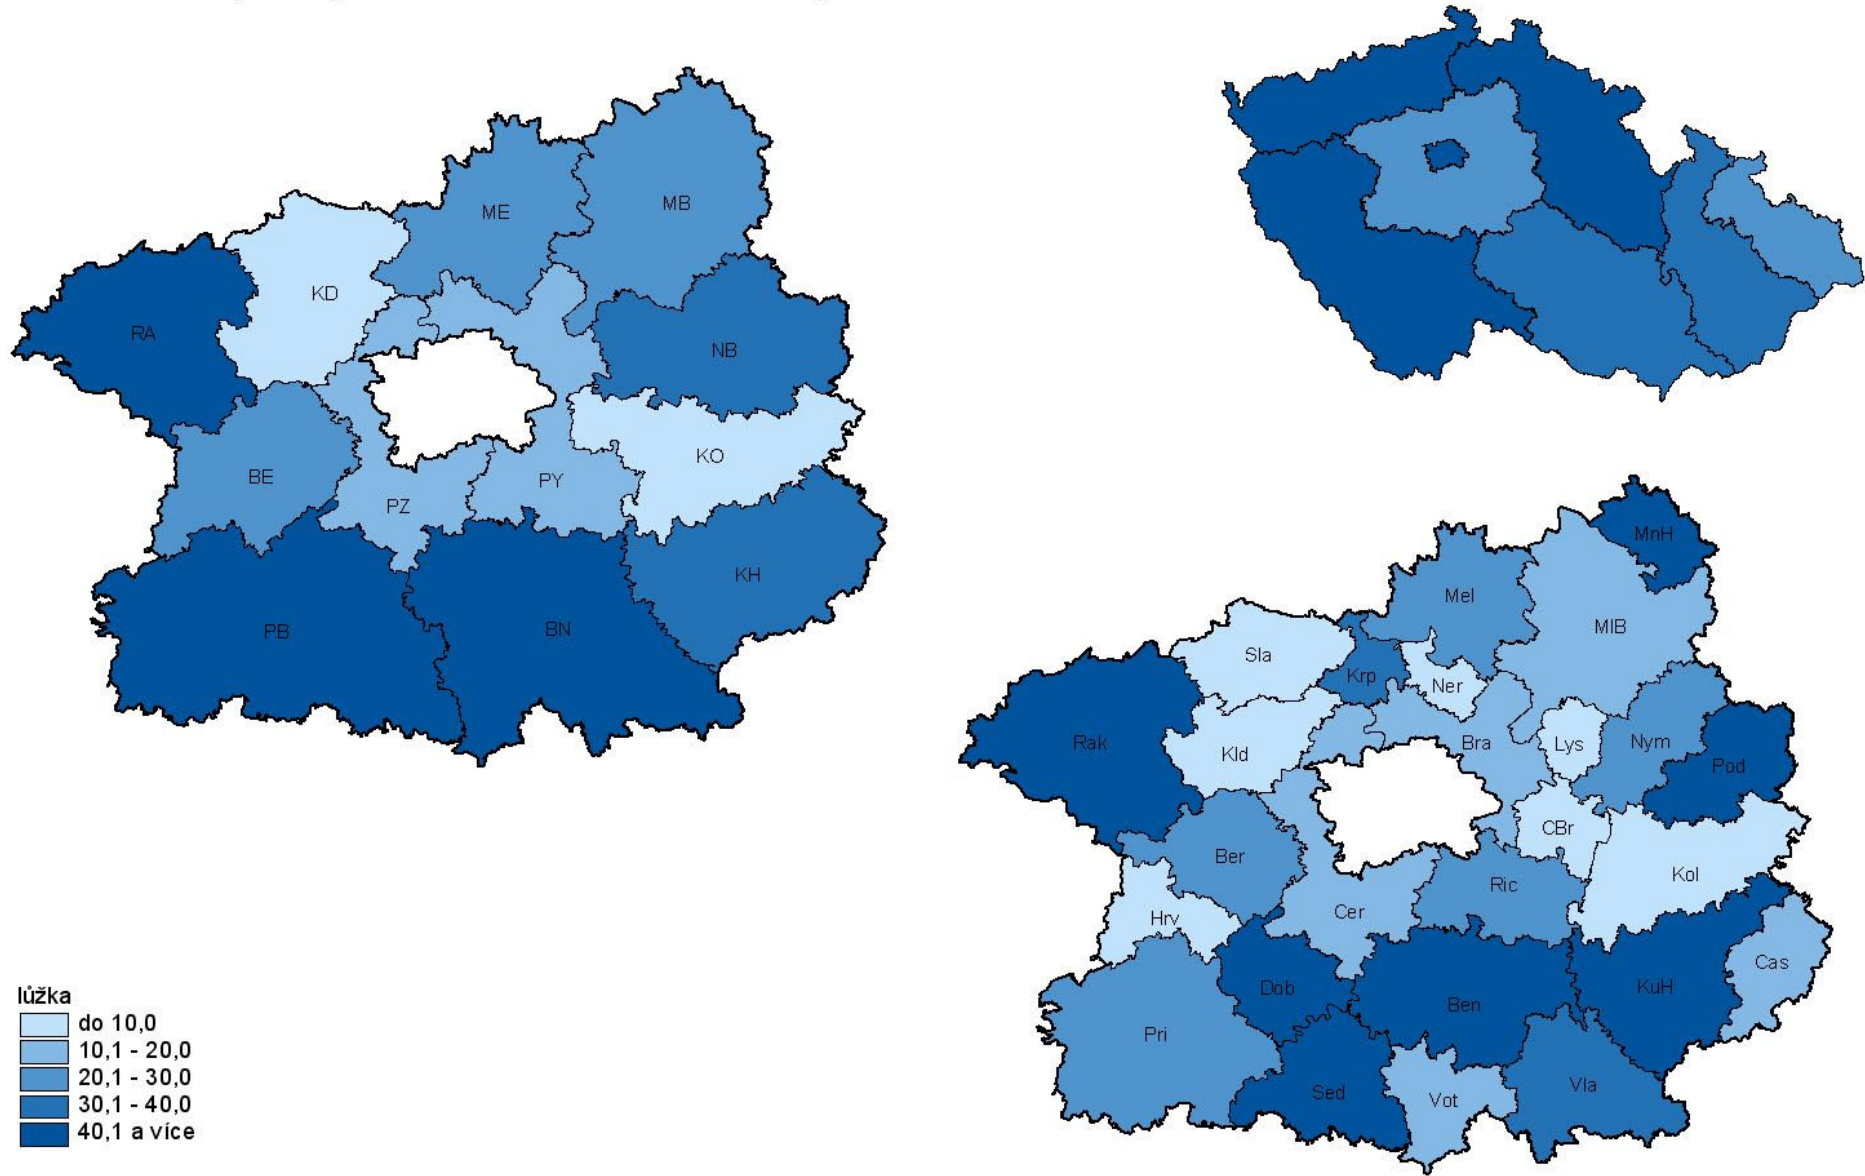 ME
MB
KD
RA
NB
KO
BE
PY
PZ
KH
PB
BN
MnH
Mel
MlB
Sla
Krp
Ner
Rak
Kld
Bra
Lys
Nym
Pod
CBr
Ber
Ric
Kol
Hrv
Cer
Cas
Dob
Ben
KuH
Pri
Sed
Vot
Vla
lůžka
do 10,0
10,1 - 20,0
20,1 - 30,0
30,1 - 40,0
40,1 a více